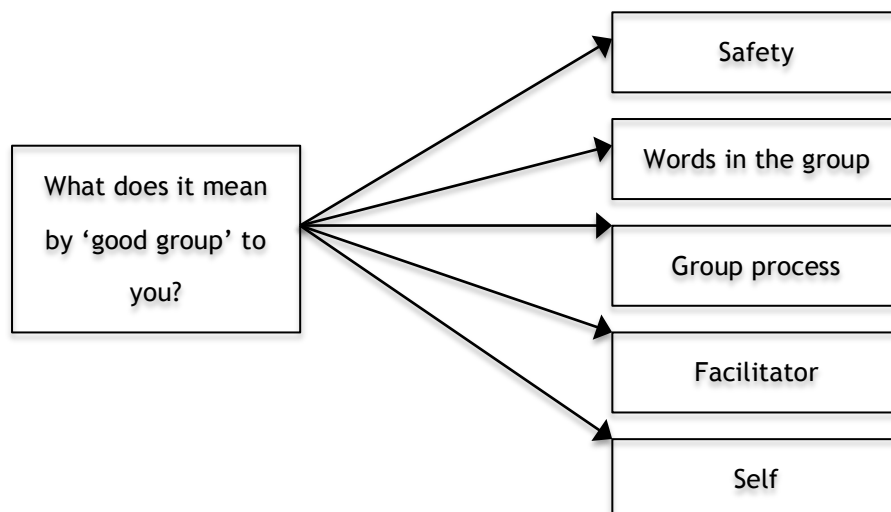 What does it mean
by ‘good group’ to
you?
Safety
Words in the group
Group process
Facilitator
Self